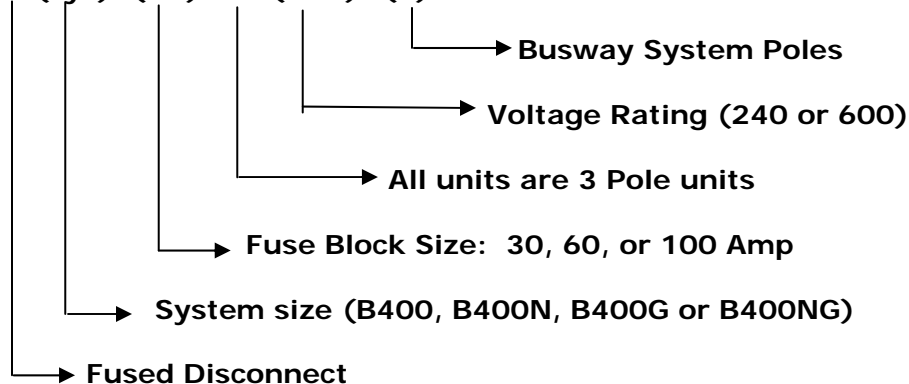 Busway System Poles
Voltage Rating (240 or 600)
All units are 3 Pole units
Fuse Block Size: 30, 60, or 100 Amp
System size (B400, B400N, B400G or B400NG)
Fused Disconnect